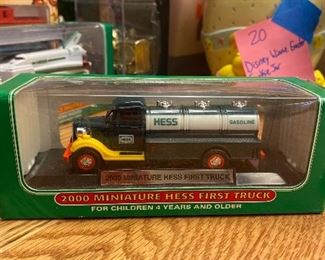 20
Disney
HESS
GASOLINE
2000 MINIATURE HESS FIRST TRUCK
2000 MINIATURE HESS FIRST TRUCK
FOR CHILDREN 4 YEARS AND OLDER